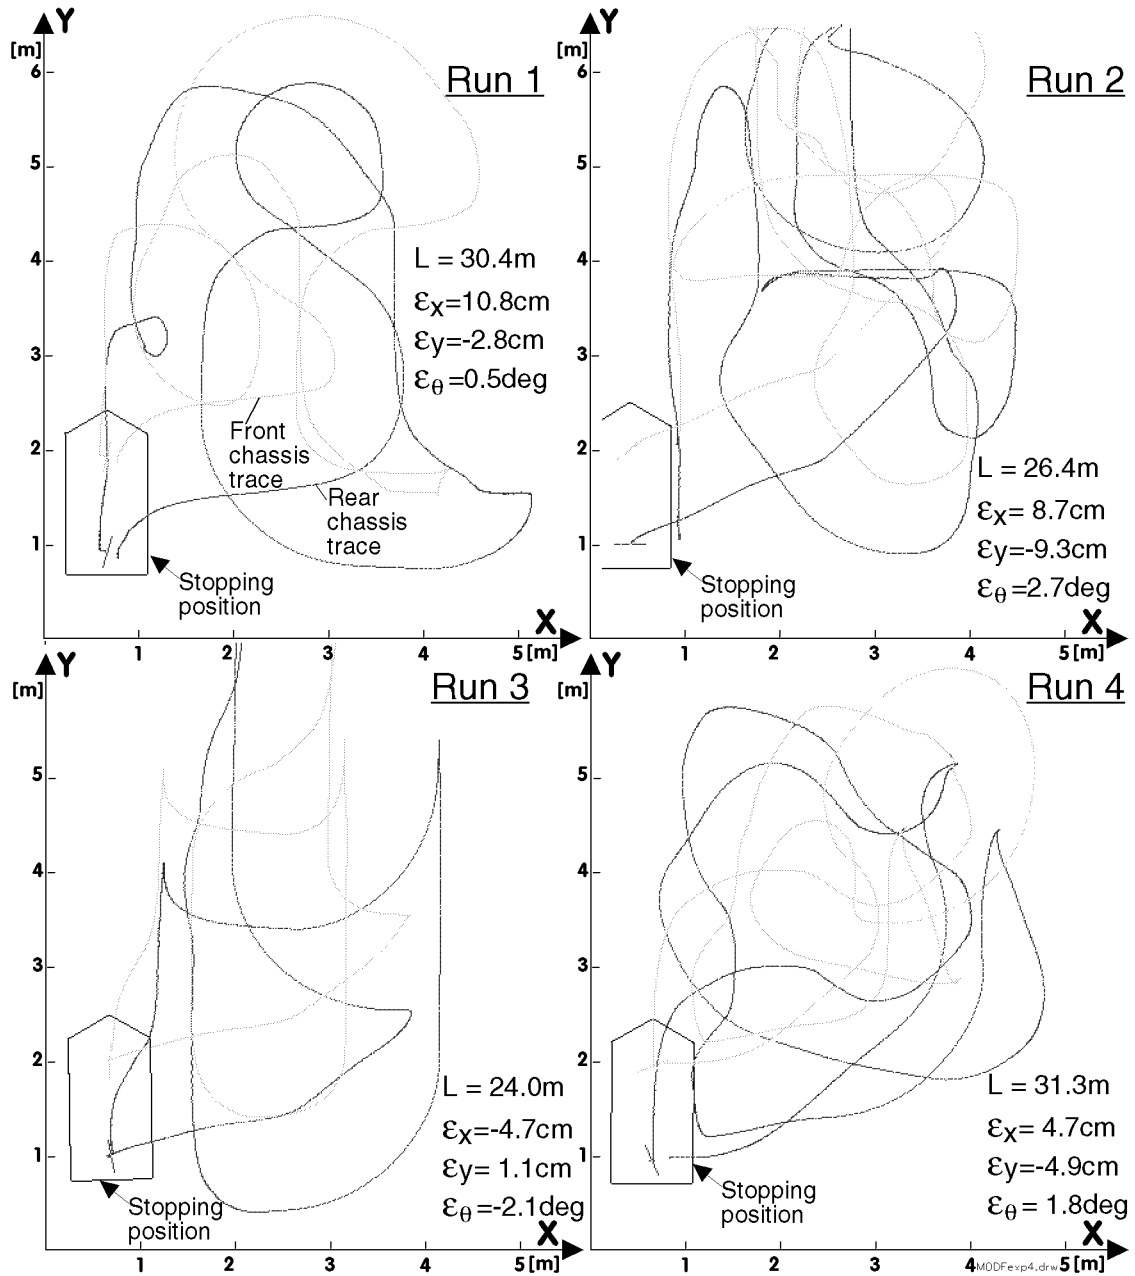 Y
[m]
6
5
4
3
2
1
Run 1
L = 30.4m
εx=10.8cm
εy=-2.8cm
εθ=0.5deg
Front
chassis
trace
Rear
chassis
trace
Stopping
position
X
1 2 3 4 5 [m]
Y
[m]
6
5
4
3
2
1
Run 2
L = 26.4m
εx= 8.7cm
εy=-9.3cm
εθ=2.7deg
Stopping
position
X
1 2 3 4 5 [m]
Y
[m]
5
4
3
2
1
Run 3
L = 24.0m
εx=-4.7cm
εy= 1.1cm
εθ=-2.1deg
Stopping
position
X
1 2 3 4 5 [m]
Y
[m]
5
4
3
2
1
Run 4
L = 31.3m
εx= 4.7cm
εy=-4.9cm
εθ= 1.8deg
Stopping
position
X
1 2 3 4 5 [m]
MODFexp4.drw